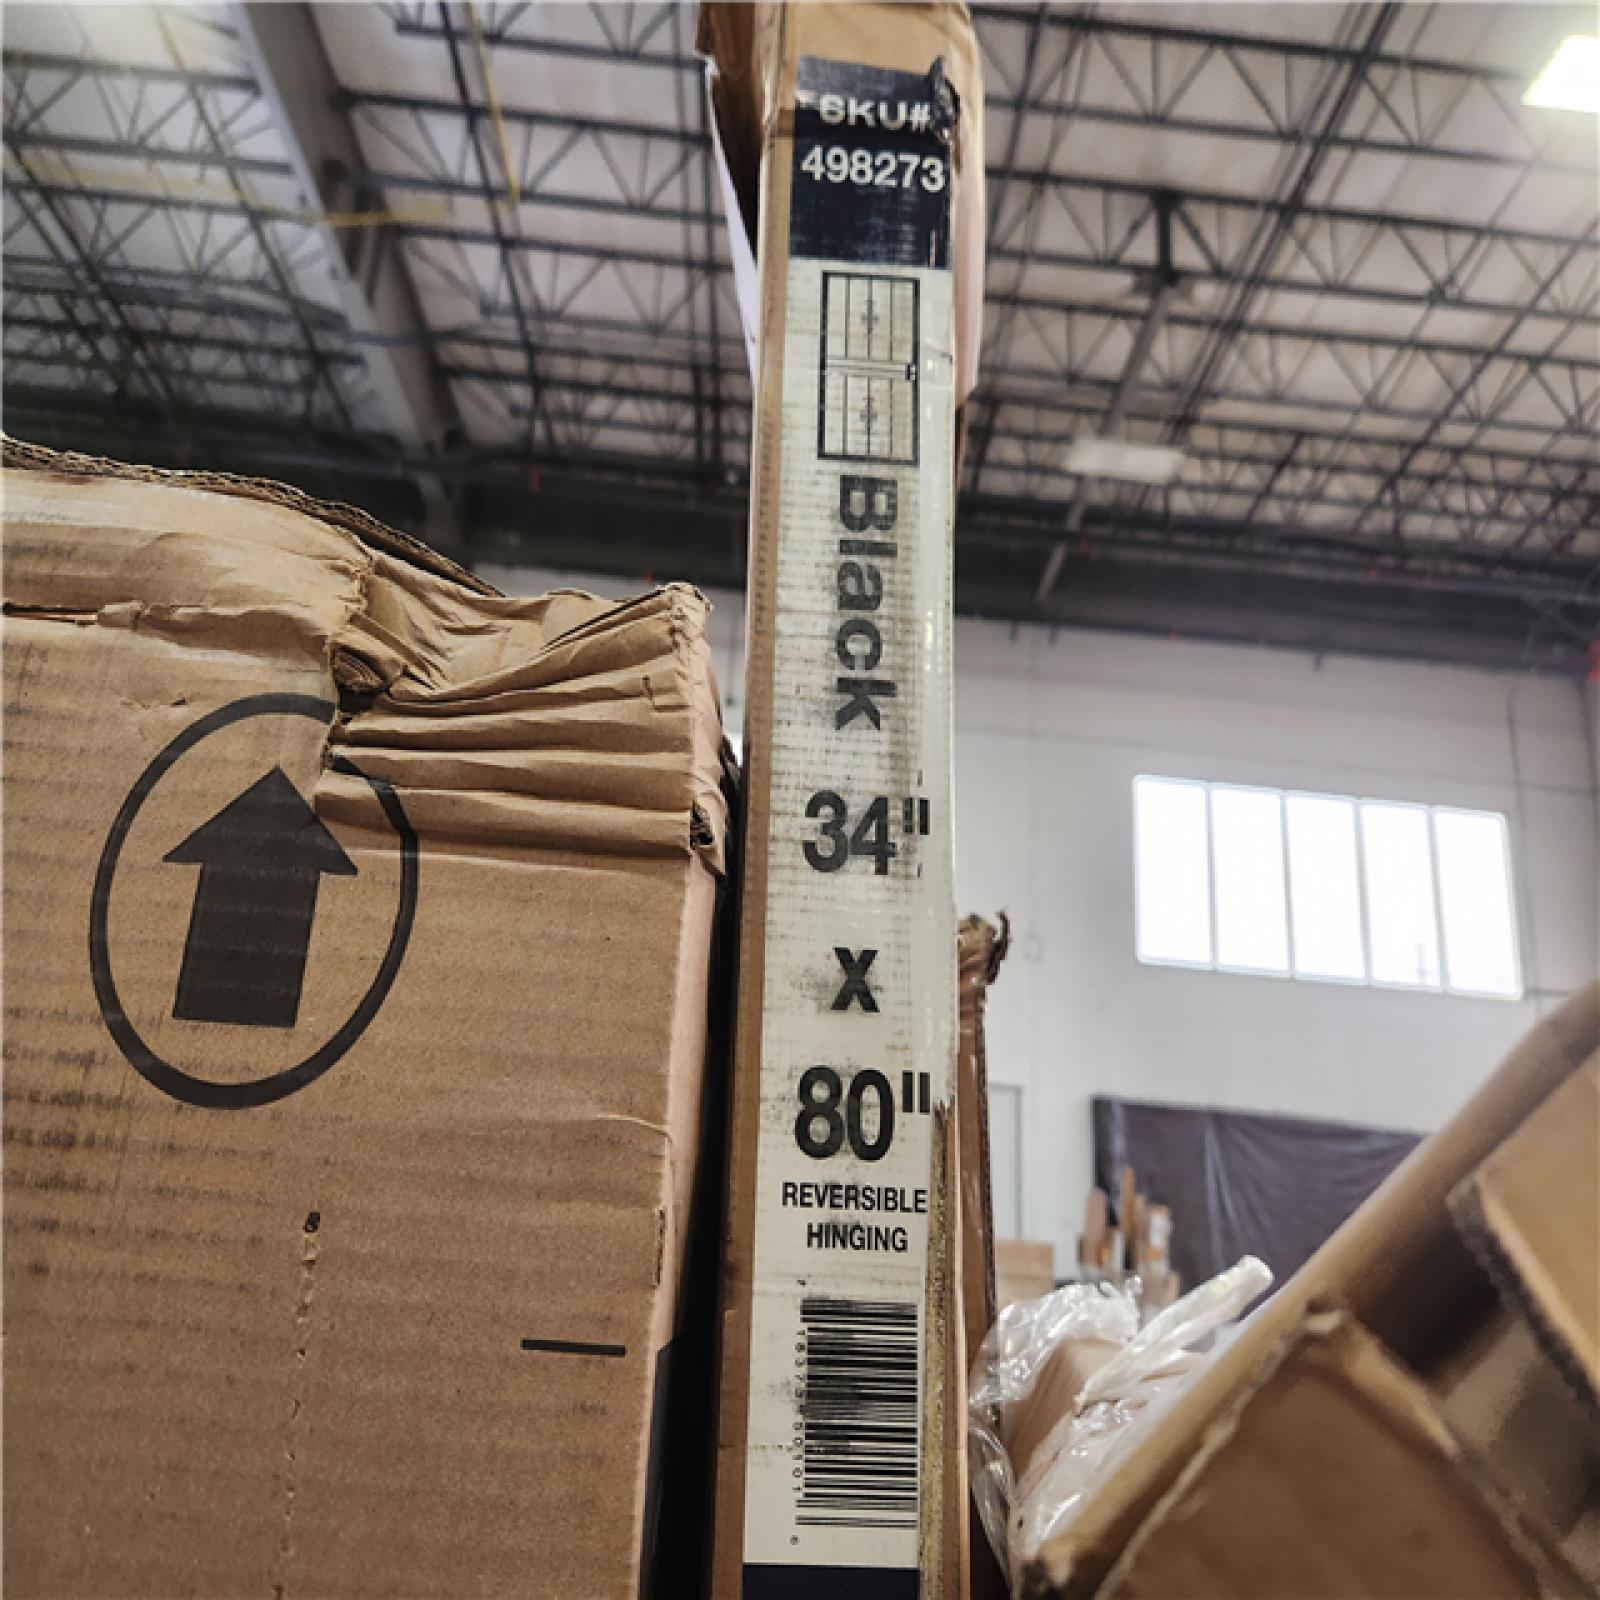 SKU#
498273
Black
34"
x
80"
REVERSIBLE
HINGING